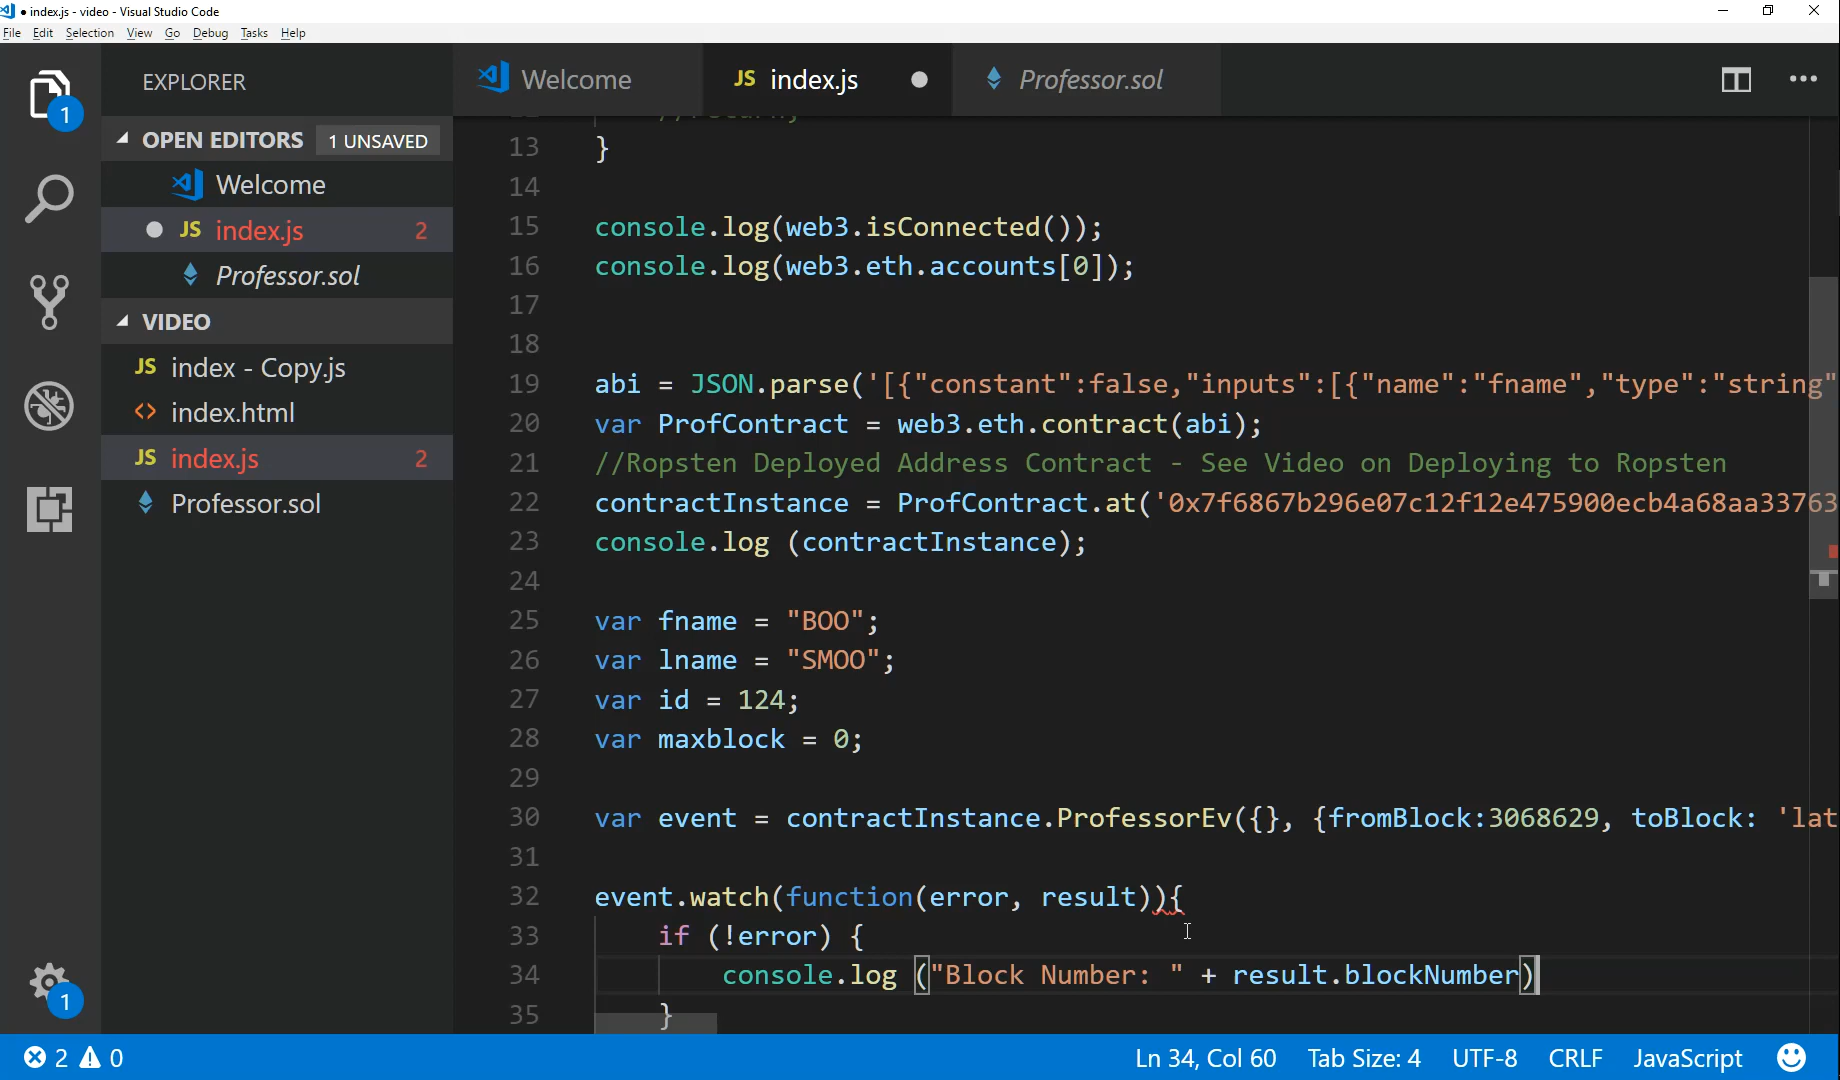 index.js - video - Visual Studio Code
File Edit Selection View Go Debug Tasks Help
EXPLORER
OPEN EDITORS 1 UNSAVED
Welcome
JS index.js 2
Professor.sol
VIDEO
JS index - Copy.js
<> index.html
JS index.js 2
Professor.sol
1
1
Welcome
JS index.js
Professor.sol
13 }
14
15 console.log(web3.isConnected());
16 console.log(web3.eth.accounts[0]);
17
18
19 abi = JSON.parse('[{"constant":false,"inputs":[{"name":"fname","type":"string"
20 var ProfContract = web3.eth.contract(abi);
21 //Ropsten Deployed Address Contract - See Video on Deploying to Ropsten
22 contractInstance = ProfContract.at('0x7f6867b296e07c12f12e475900ecb4a68aa33763
23 console.log (contractInstance);
24
25 var fname = "BOO";
26 var lname = "SMOO";
27 var id = 124;
28 var maxblock = 0;
29
30 var event = contractInstance.ProfessorEv({}, {fromBlock:3068629, toBlock: 'lat
31
32 event.watch(function(error, result)){
33 if (!error) {
34 console.log ("Block Number: " + result.blockNumber)
35 }
2 0
Ln 34, Col 60 Tab Size: 4 UTF-8 CRLF JavaScript